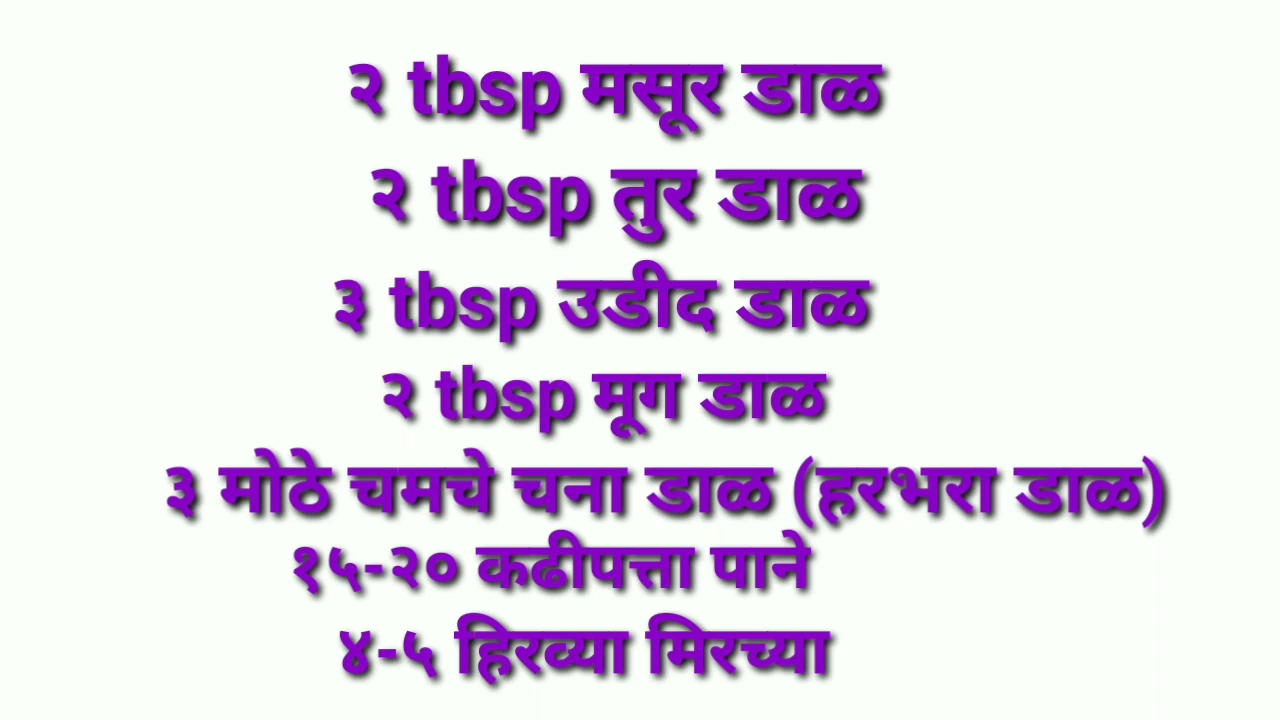 २ tbsp मसूर डाळ
२ tbsp तुर डाळ
३ tbsp उडीद डाळ
२ tbsp मूग डाळ
३ मोठे चमचे चना डाळ (हरभरा डाळ)
१५-२० कढीपत्ता पाने
४-५ हिरव्या मिरच्या